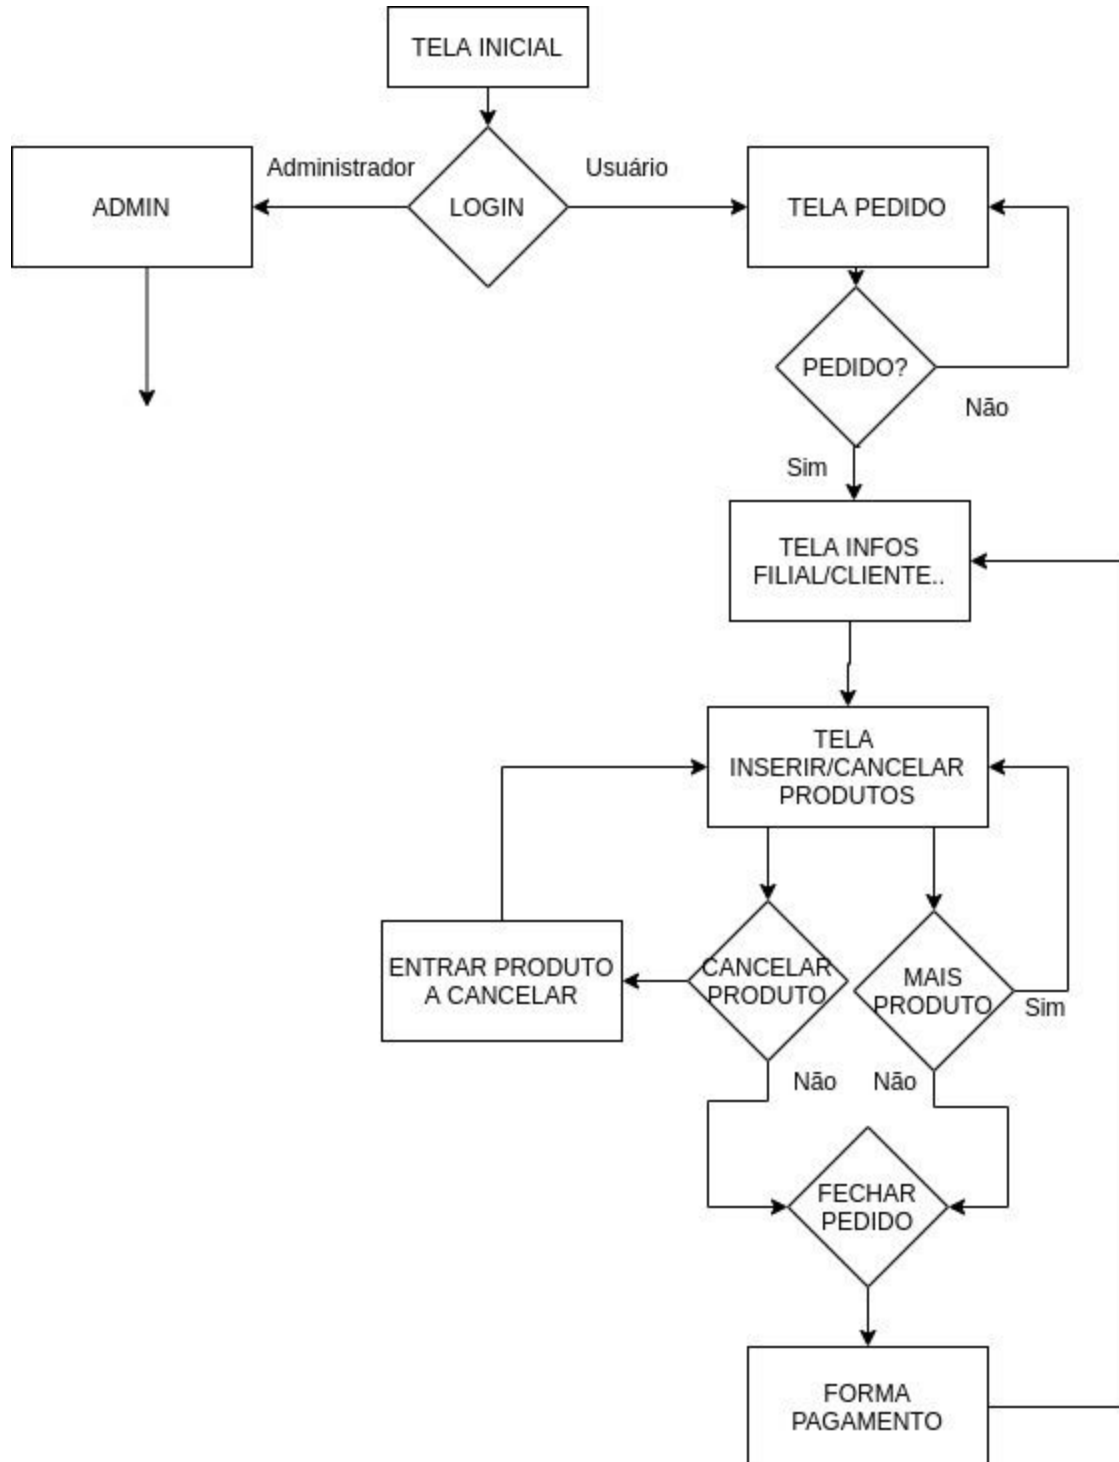 TELA INICIAL
Administrador
Usuário
ADMIN
LOGIN
TELA PEDIDO
PEDIDO?
Não
Sim
TELA INFOS
FILIAL/CLIENTE..
TELA
INSERIR/CANCELAR
PRODUTOS
ENTRAR PRODUTO
A CANCELAR
CANCELAR
PRODUTO
MAIS
PRODUTO
Sim
Não
Não
FECHAR
PEDIDO
FORMA
PAGAMENTO